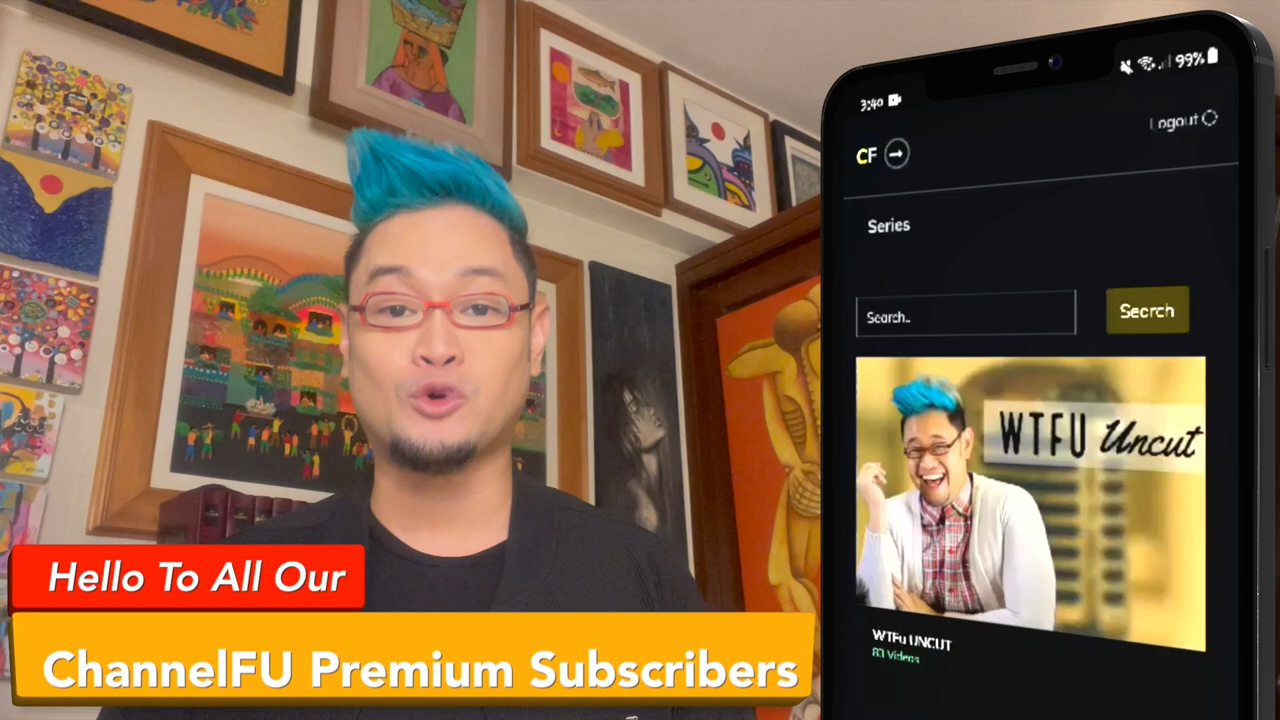 Hello To All Our
ChannelFU Premium Subscribers
3:40
99%
Logout
CF
Series
Search..
Search
WTFU Uncut
WTFu UNCUT
83 Videos